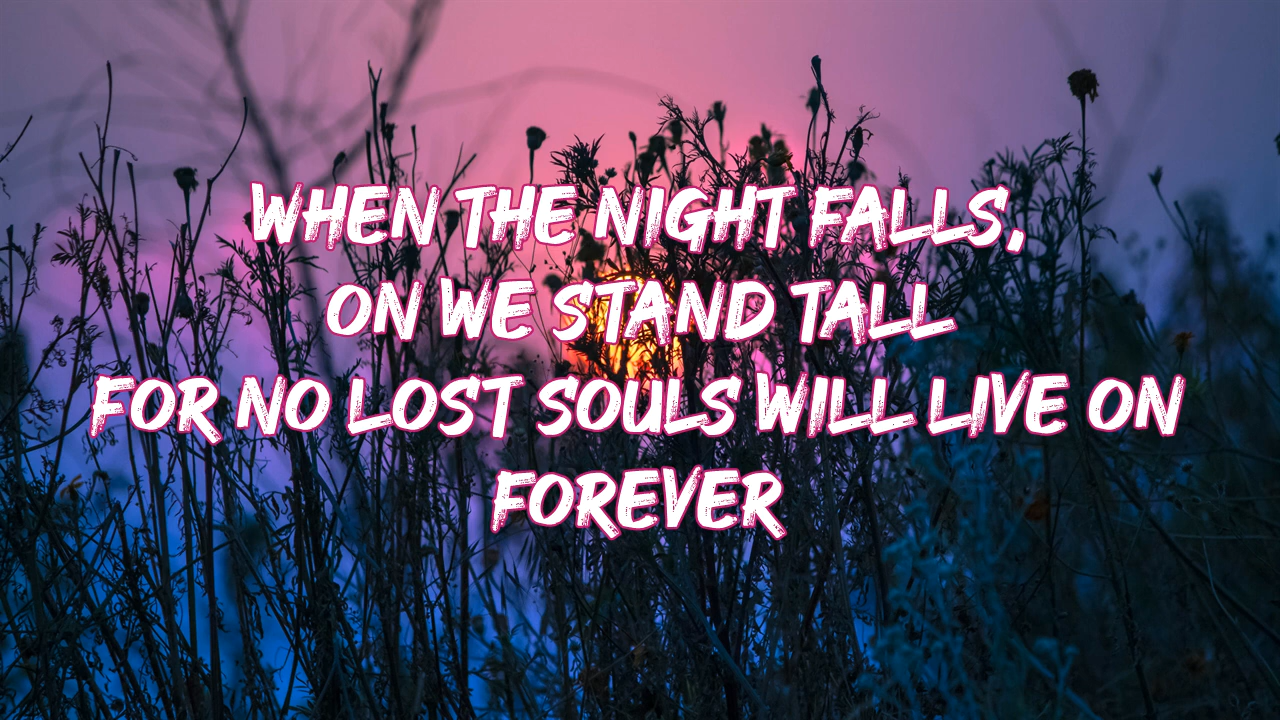 WHEN THE NIGHT FALLS,
ON WE STAND TALL
FOR NO LOST SOULS WILL LIVE ON
FOREVER